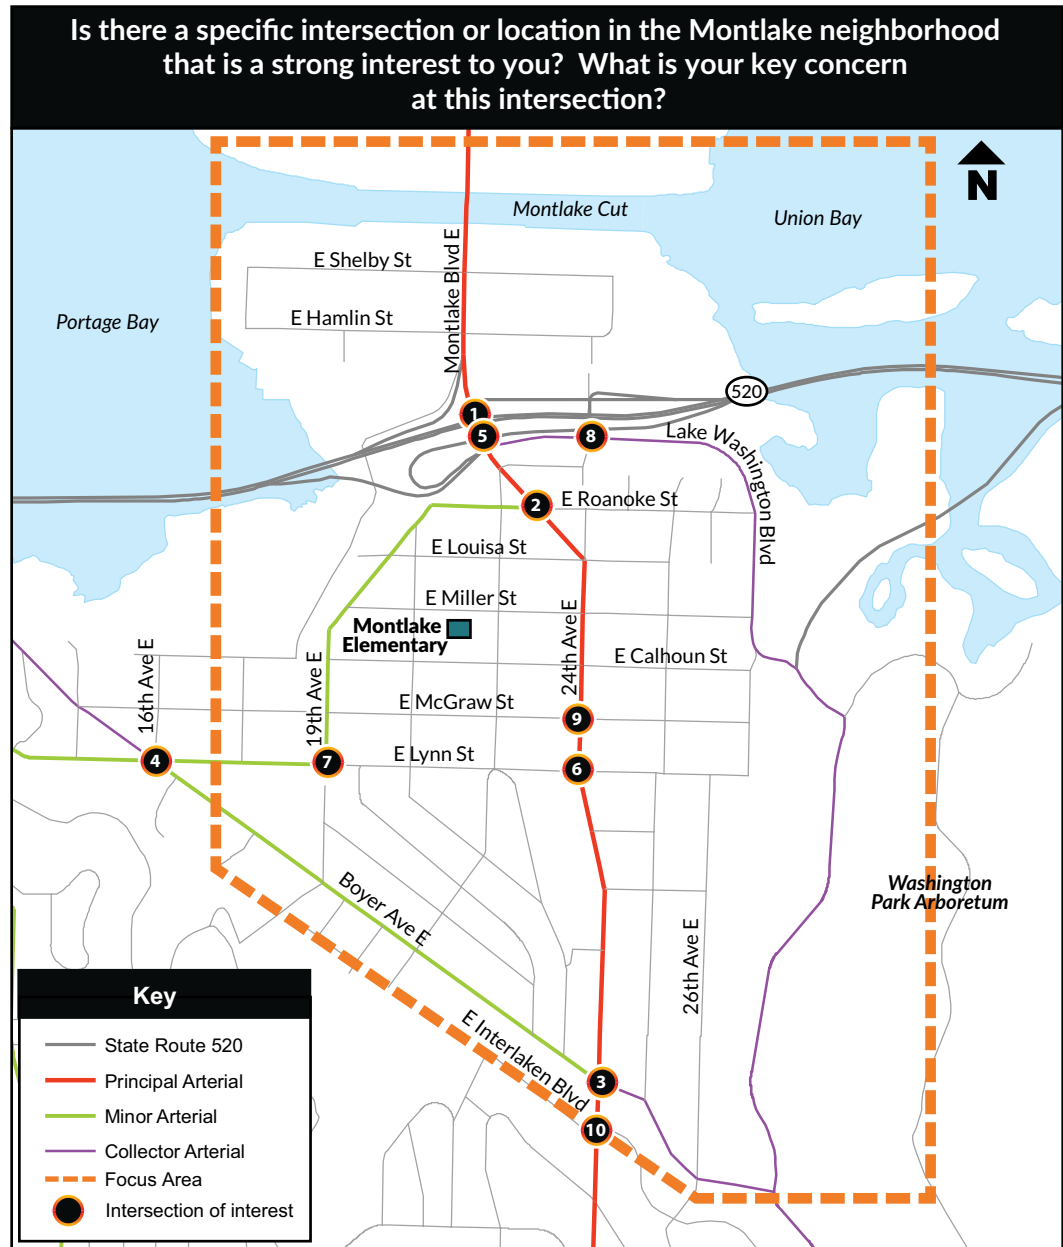 Is there a specific intersection or location in the Montlake neighborhood
that is a strong interest to you?  What is your key concern
at this intersection?
N
Montlake Cut
Union Bay
Portage Bay
E Shelby St
E Hamlin St
Montlake Blvd E
520
1
5
8
Lake Washington Blvd
2
E Roanoke St
E Louisa St
E Miller St
Montlake
Elementary
24th Ave E
E Calhoun St
16th Ave E
19th Ave E
E McGraw St
9
E Lynn St
4
7
6
Washington
Park Arboretum
Boyer Ave E
26th Ave E
E Interlaken Blvd
3
10
Key
State Route 520
Principal Arterial
Minor Arterial
Collector Arterial
Focus Area
Intersection of interest